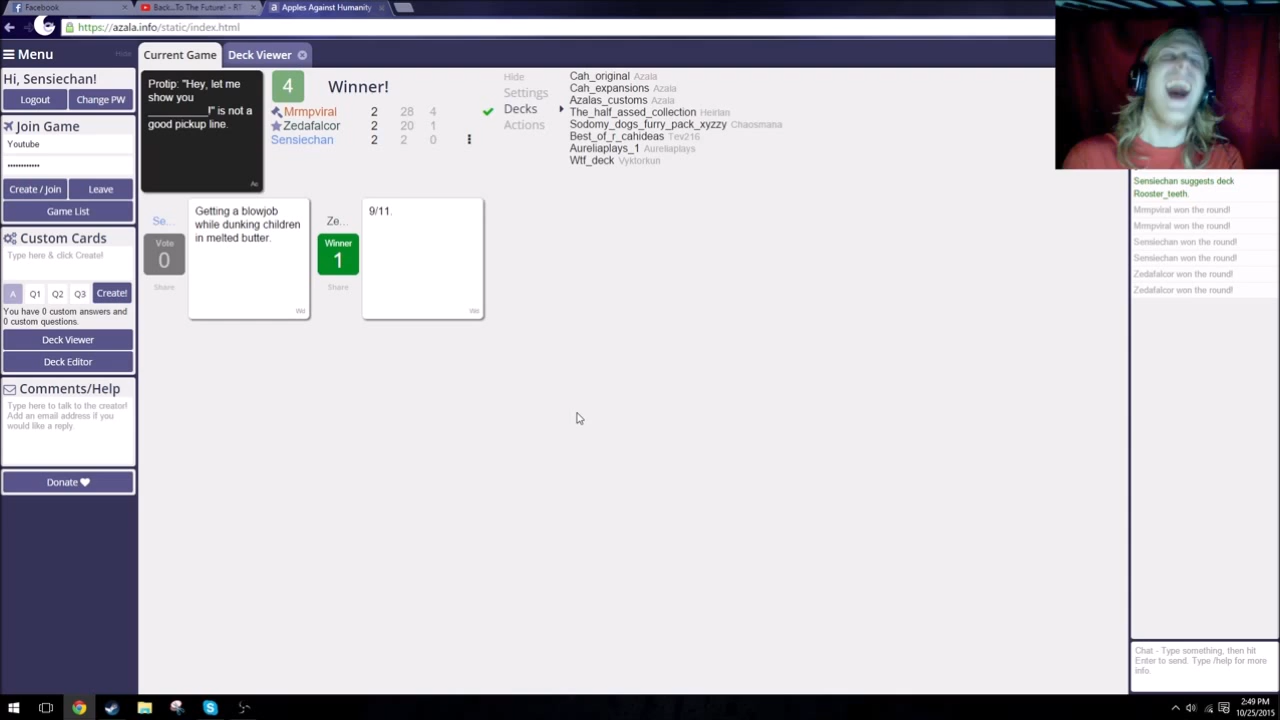 Facebook
Back...To The Future! - RT
Apples Against Humanity
https://azala.info/static/index.html
Menu
Hide
Hi, Sensiechan!
Logout
Change PW
Join Game
Youtube
Create / Join
Leave
Game List
Custom Cards
Type here & click Create!
A
Q1
Q2
Q3
Create!
You have 0 custom answers and
0 custom questions.
Deck Viewer
Deck Editor
Comments/Help
Type here to talk to the creator!
Add an email address if you
would like a reply.
Donate
Current Game
Deck Viewer
Protip: "Hey, let me
show you
__________!" is not a
good pickup line.
Ac
4
Winner!
Mrmpviral 2 28 4
Zedafalcor 2 20 1
Sensiechan 2 2 0
Hide
Settings
Decks
Actions
Cah_original Azala
Cah_expansions Azala
Azalas_customs Azala
The_half_assed_collection Heirlan
Sodomy_dogs_furry_pack_xyzzy Chaosmana
Best_of_r_cahideas Tev216
Aureliaplays_1 Aureliaplays
Wtf_deck Vyktorkun
Se...
Vote
0
Share
Getting a blowjob
while dunking children
in melted butter.
Wd
Ze...
Winner
1
Share
9/11.
Wd
Sensiechan suggests deck
Rooster_teeth.
Mrmpviral won the round!
Mrmpviral won the round!
Sensiechan won the round!
Sensiechan won the round!
Zedafalcor won the round!
Zedafalcor won the round!
Chat - Type something, then hit
Enter to send. Type /help for more
info.
2:49 PM
10/25/2015